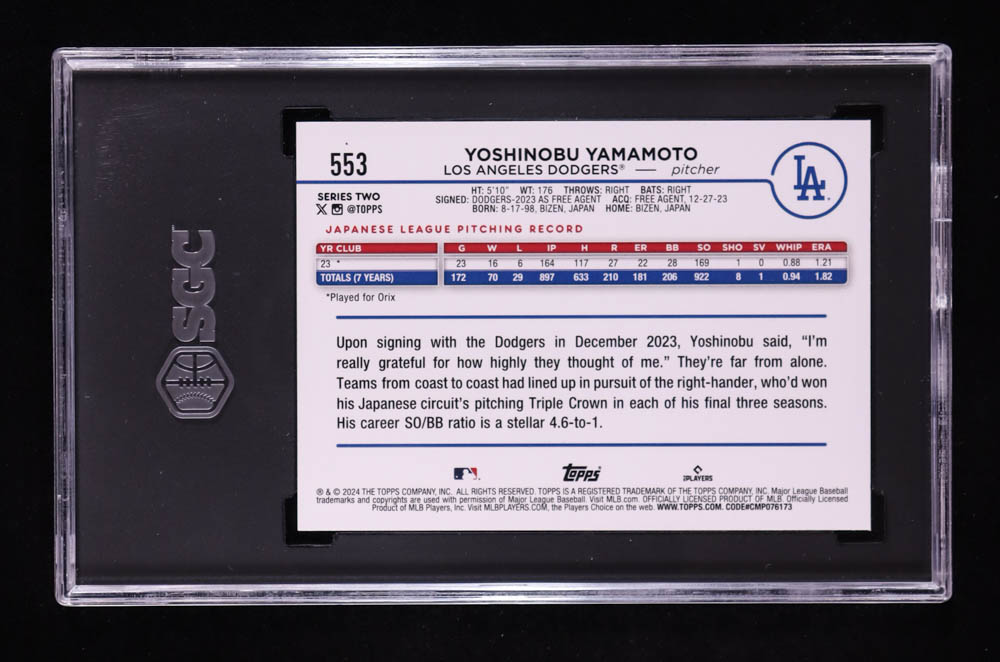 SGC
553
YOSHINOBU YAMAMOTO
LOS ANGELES DODGERS® — pitcher
LA
SERIES TWO
@TOPPS
HT: 5'10" WT: 176 THROWS: RIGHT BATS: RIGHT
SIGNED: DODGERS-2023 AS FREE AGENT ACQ: FREE AGENT, 12-27-23
BORN: 8-17-98, BIZEN, JAPAN HOME: BIZEN, JAPAN
JAPANESE LEAGUE PITCHING RECORD
YR CLUB G W L IP H R ER BB SO SHO SV WHIP ERA
23 * 23 16 6 164 117 27 22 28 169 1 0 0.88 1.21
TOTALS (7 YEARS) 172 70 29 897 633 210 181 206 922 8 1 0.94 1.82
*Played for Orix
Upon signing with the Dodgers in December 2023, Yoshinobu said, “I’m
really grateful for how highly they thought of me.” They’re far from alone.
Teams from coast to coast had lined up in pursuit of the right-hander, who’d won
his Japanese circuit’s pitching Triple Crown in each of his final three seasons.
His career SO/BB ratio is a stellar 4.6-to-1.
Topps
PLAYERS
® & © 2024 THE TOPPS COMPANY, INC. ALL RIGHTS RESERVED. TOPPS IS A REGISTERED TRADEMARK OF THE TOPPS COMPANY, INC. Major League Baseball
trademarks and copyrights are used with permission of Major League Baseball. Visit MLB.com. OFFICIALLY LICENSED PRODUCT OF MLB. Officially Licensed
Product of MLB Players, Inc. Visit MLBPLAYERS.COM, the Players Choice on the web. WWW.TOPPS.COM. CODE#CMP076173